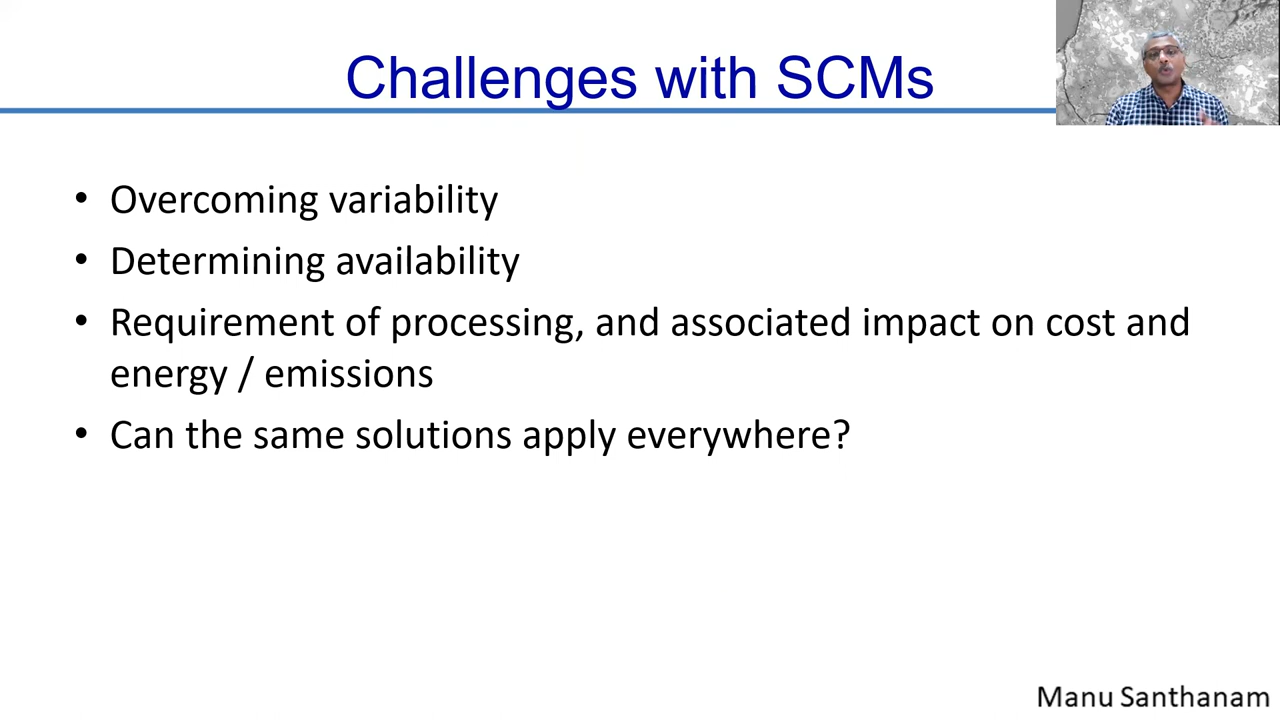 Challenges with SCMs
• Overcoming variability
• Determining availability
• Requirement of processing, and associated impact on cost and
energy / emissions
• Can the same solutions apply everywhere?
Manu Santhanam